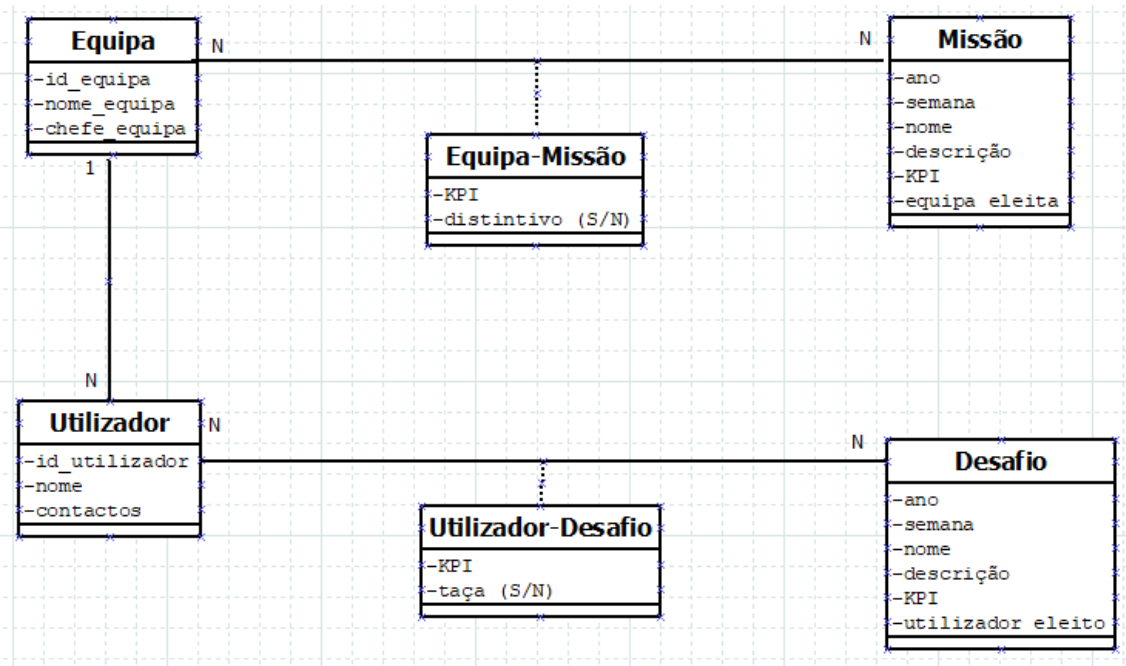 Equipa
-id_equipa
-nome_equipa
-chefe_equipa
N
N
Missão
-ano
-semana
-nome
-descrição
-KPI
-equipa eleita
Equipa-Missão
-KPI
-distintivo (S/N)
1
N
Utilizador
-id_utilizador
-nome
-contactos
N
N
Desafio
-ano
-semana
-nome
-descrição
-KPI
-utilizador eleito
Utilizador-Desafio
-KPI
-taça (S/N)